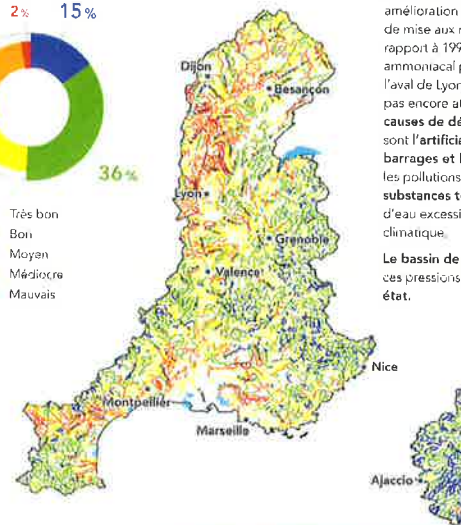 2% 15%
36%
Très bon
Bon
Moyen
Médiocre
Mauvais
Dijon
Besançon
Lyon
Grenoble
Valence
Nice
Montpellier
Marseille
Ajaccio
amélioration
de mise aux
rapport à 199
ammoniacal
l'aval de Lyon
pas encore
causes de dé
sont l'artificia
barrages et
les pollutions
substances
d'eau excessi
climatique.
Le bassin de
ces pressions
état.